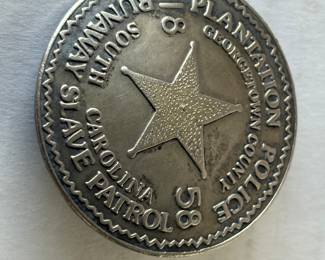 PLANTATION POLICE
RUNAWAY SLAVE PATROL
GEORGETOWN COUNTY
SOUTH
CAROLINA
18 58